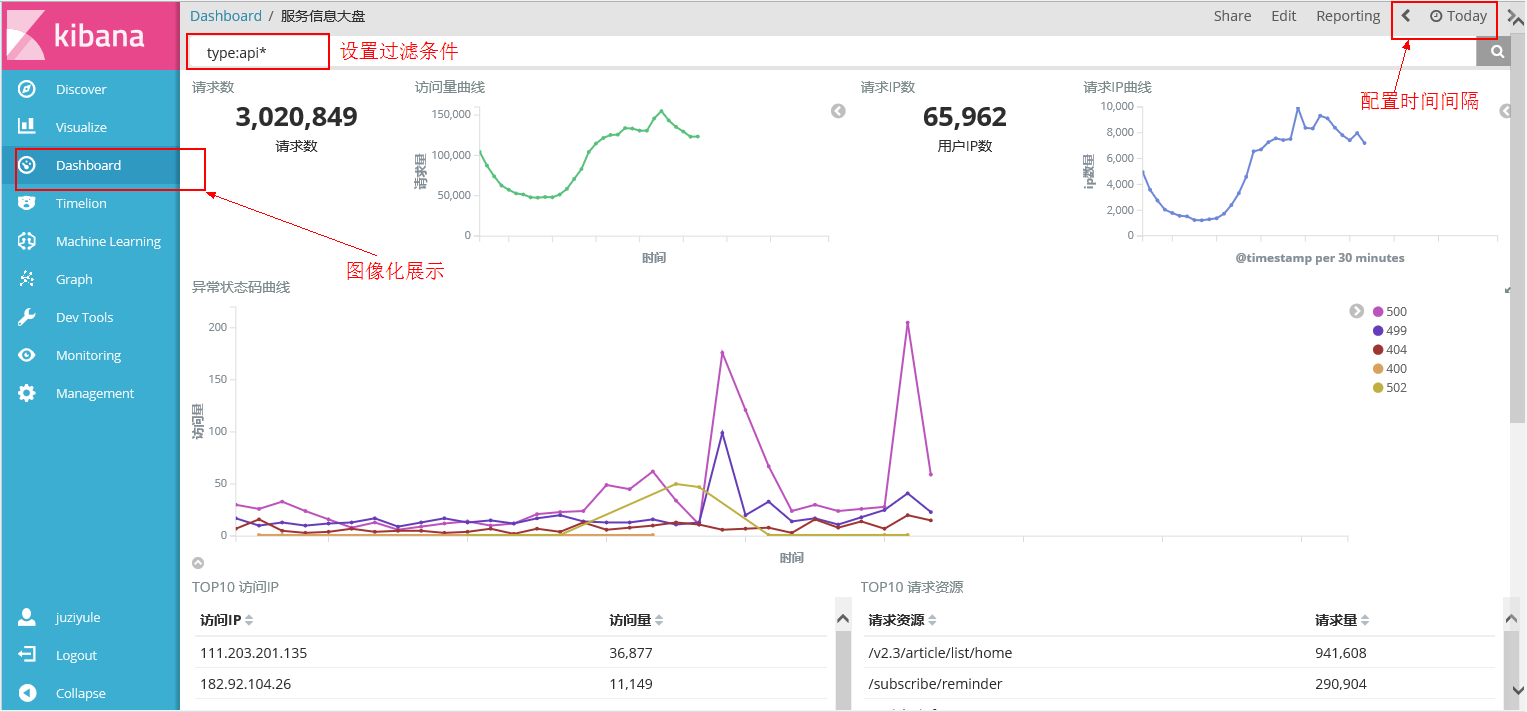 kibana
Dashboard / 服务信息大盘
Share Edit Reporting Today
type:api*
设置过滤条件
配置时间间隔
Discover
Visualize
Dashboard
Timelion
Machine Learning
Graph
Dev Tools
Monitoring
Management
juziyule
Logout
Collapse
图像化展示
请求数
3,020,849
请求数
访问量曲线
150,000
100,000
50,000
0
请求量
时间
请求IP数
65,962
用户IP数
请求IP曲线
10,000
8,000
6,000
4,000
2,000
0
ip数量
@timestamp per 30 minutes
异常状态码曲线
200
150
100
50
0
访问量
时间
500
499
404
400
502
TOP10 访问IP
访问IP 访问量
111.203.201.135 36,877
182.92.104.26 11,149
TOP10 请求资源
请求资源 请求量
/v2.3/article/list/home 941,608
/subscribe/reminder 290,904